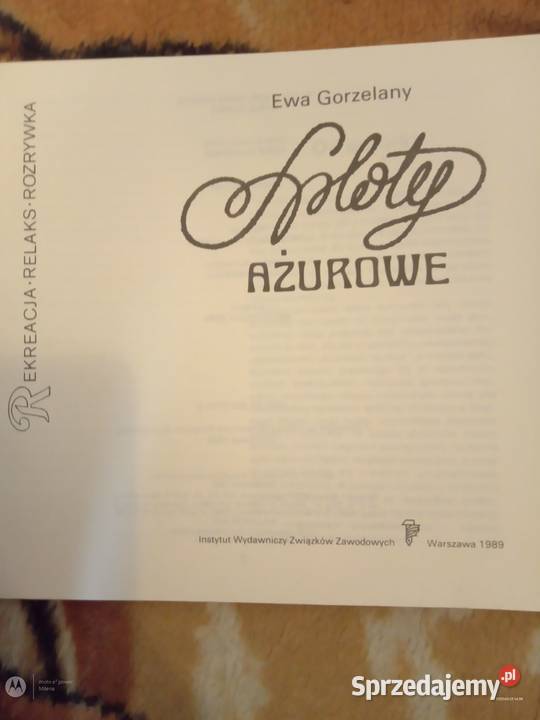 Ewa Gorzelany
Sploty
AŻUROWE
REKREACJA·RELAKS·ROZRYWKA
Instytut Wydawniczy Związków Zawodowych
Warszawa 1989
Sprzedajemy.pl